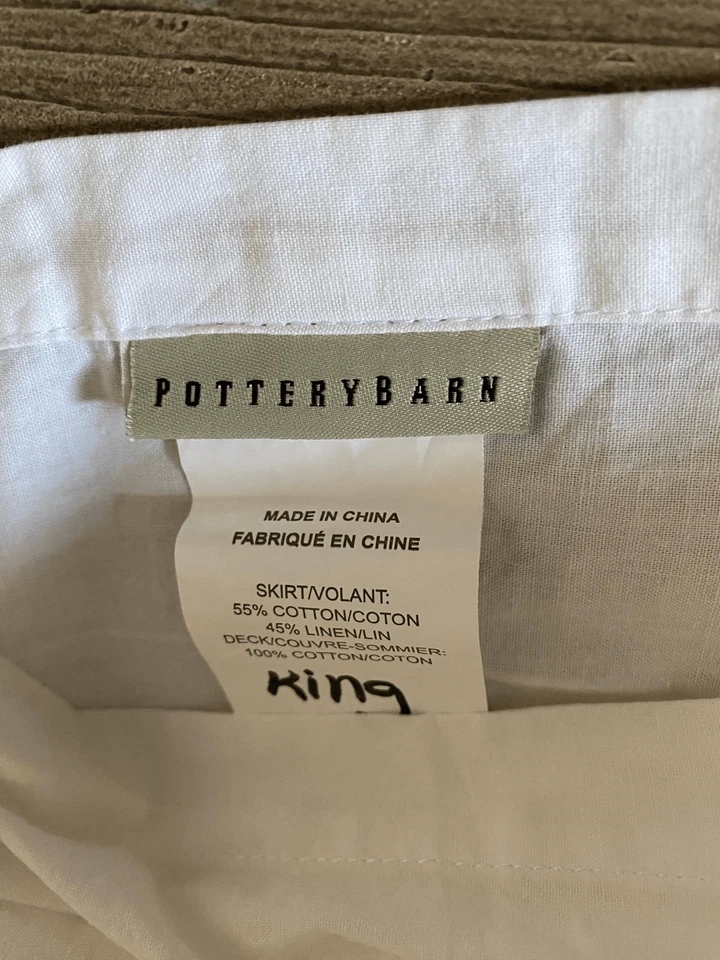 POTTERYBARN
MADE IN CHINA
FABRIQUÉ EN CHINE
SKIRT/VOLANT:
55% COTTON/COTON
45% LINEN/LIN
DECK/COUVRE-SOMMIER:
100% COTTON/COTON
King